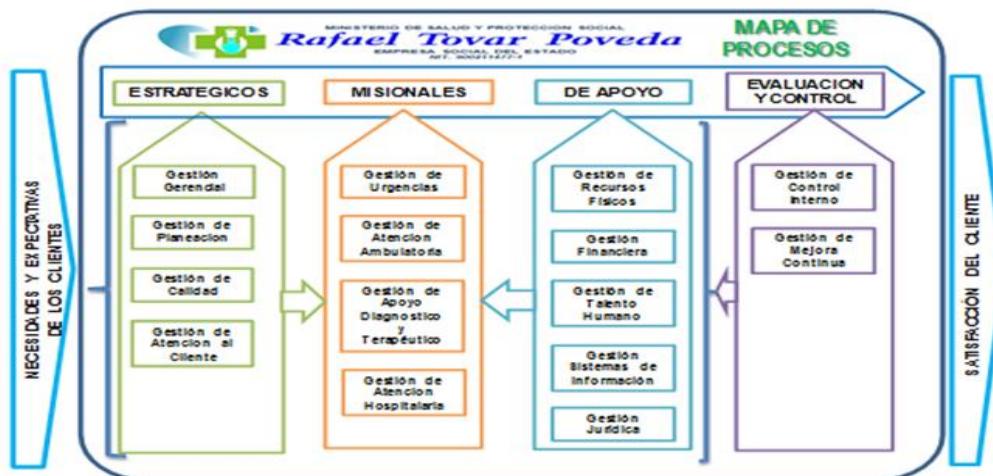 MINISTERIO DE SALUD Y PROTECCION SOCIAL
Rafael Tovar Poveda
EMPRESA SOCIAL DEL ESTADO
NIT. 900211477-1
MAPA DE
PROCESOS
ESTRATEGICOS
MISIONALES
DE APOYO
EVALUACION
Y CONTROL
NECESIDADES Y EXPECTATIVAS
DE LOS CLIENTES
Gestión
Gerencial
Gestión de
Planeacion
Gestión de
Calidad
Gestión de
Atencion al
Cliente
Gestión de
Urgencias
Gestión de
Atencion
Ambulatoria
Gestión de
Apoyo
Diagnostico
y
Terapéutico
Gestión de
Atencion
Hospitalaria
Gestión de
Recursos
Físicos
Gestión
Financiera
Gestión de
Talento
Humano
Gestión
Sistemas de
Información
Gestión
Jurídica
Gestión de
Control
Interno
Gestión de
Mejora
Continua
SATISFACCIÓN DEL CLIENTE